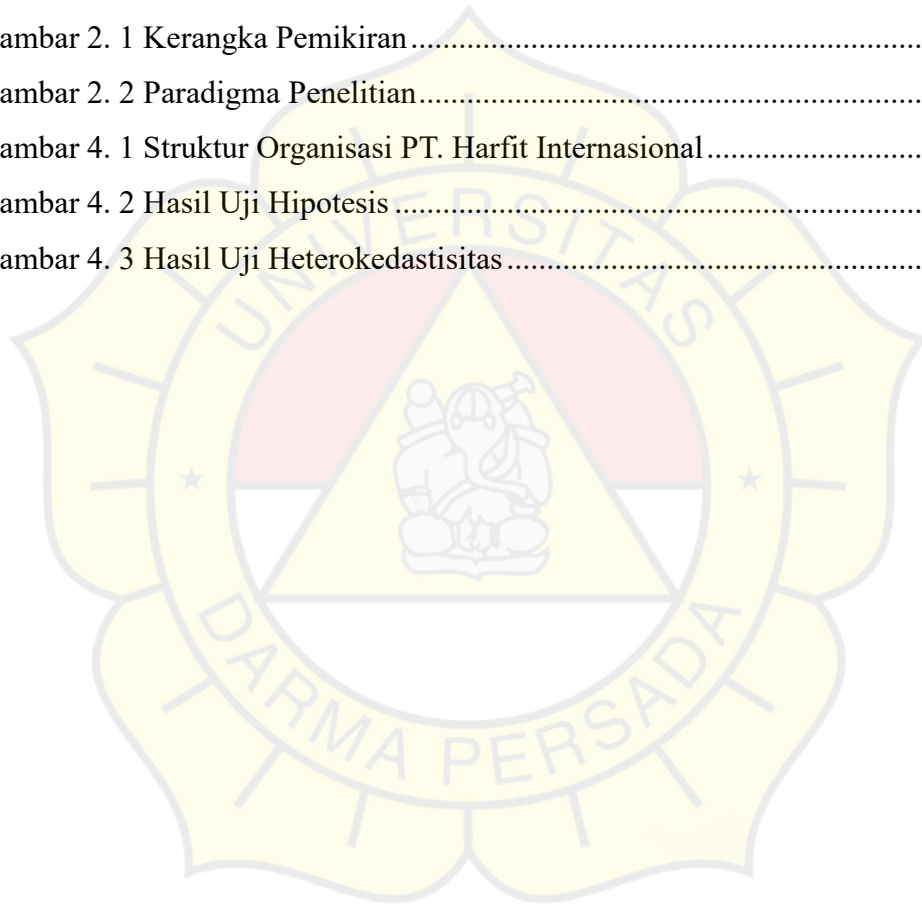 ambar 2. 1 Kerangka Pemikiran................................................................
ambar 2. 2 Paradigma Penelitian...............................................................
ambar 4. 1 Struktur Organisasi PT. Harfit Internasional...........................
ambar 4. 2 Hasil Uji Hipotesis..................................................................
ambar 4. 3 Hasil Uji Heterokedastisitas....................................................
UNIVERSITAS
DARMA PERSADA